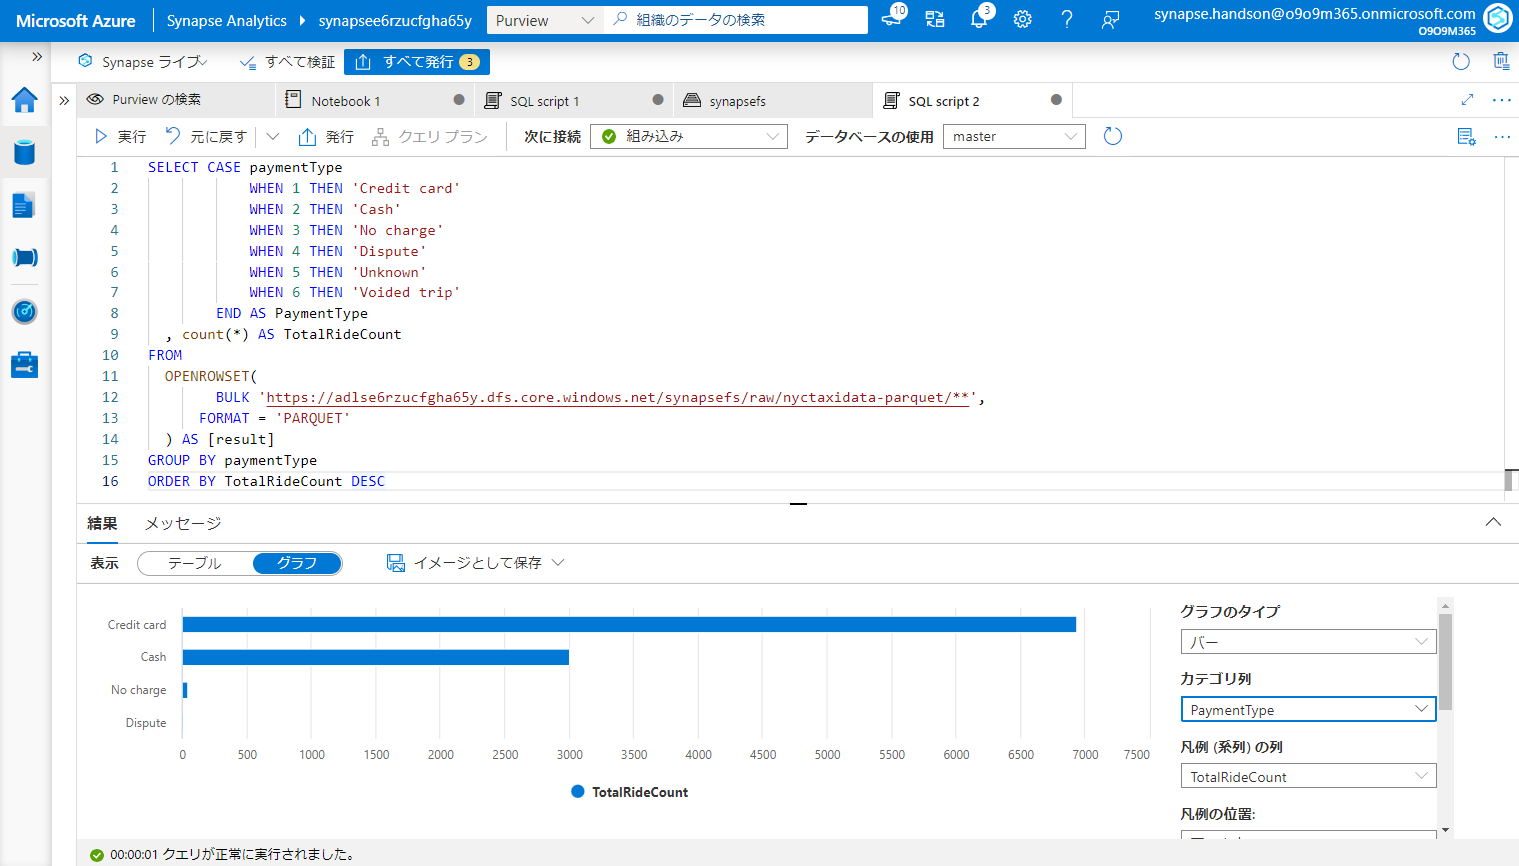 Microsoft Azure
Synapse Analytics
synapsee6rzucfgha65y
Purview
組織のデータの検索
10
3
synapse.handson@o9o9m365.onmicrosoft.com
O9O9M365
Synapse ライブ
すべて検証
すべて発行 3
Purview の検索
Notebook 1
SQL script 1
synapsefs
SQL script 2
実行
元に戻す
発行
クエリ プラン
次に接続
組み込み
データベースの使用
master
1 SELECT CASE paymentType
2 WHEN 1 THEN 'Credit card'
3 WHEN 2 THEN 'Cash'
4 WHEN 3 THEN 'No charge'
5 WHEN 4 THEN 'Dispute'
6 WHEN 5 THEN 'Unknown'
7 WHEN 6 THEN 'Voided trip'
8 END AS PaymentType
9 , count(*) AS TotalRideCount
10 FROM
11 OPENROWSET(
12 BULK 'https://adlse6rzucfgha65y.dfs.core.windows.net/synapsefs/raw/nyctaxidata-parquet/**',
13 FORMAT = 'PARQUET'
14 ) AS [result]
15 GROUP BY paymentType
16 ORDER BY TotalRideCount DESC
結果
メッセージ
表示
テーブル
グラフ
イメージとして保存
Credit card
Cash
No charge
Dispute
0 500 1000 1500 2000 2500 3000 3500 4000 4500 5000 5500 6000 6500 7000 7500
TotalRideCount
グラフのタイプ
バー
カテゴリ列
PaymentType
凡例 (系列) の列
TotalRideCount
凡例の位置:
00:00:01 クエリが正常に実行されました。